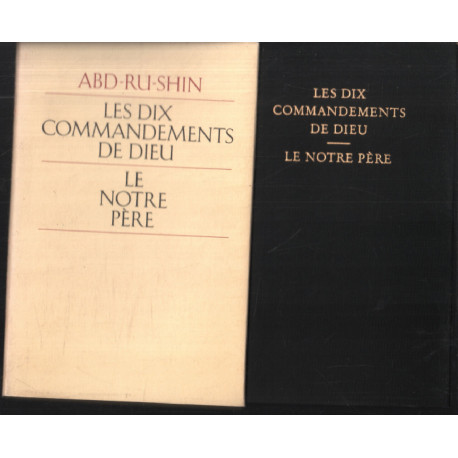 ABD-RU-SHIN
LES DIX
COMMANDEMENTS
DE DIEU
LE
NOTRE
PÈRE
LES DIX
COMMANDEMENTS
DE DIEU
LE NOTRE PÈRE